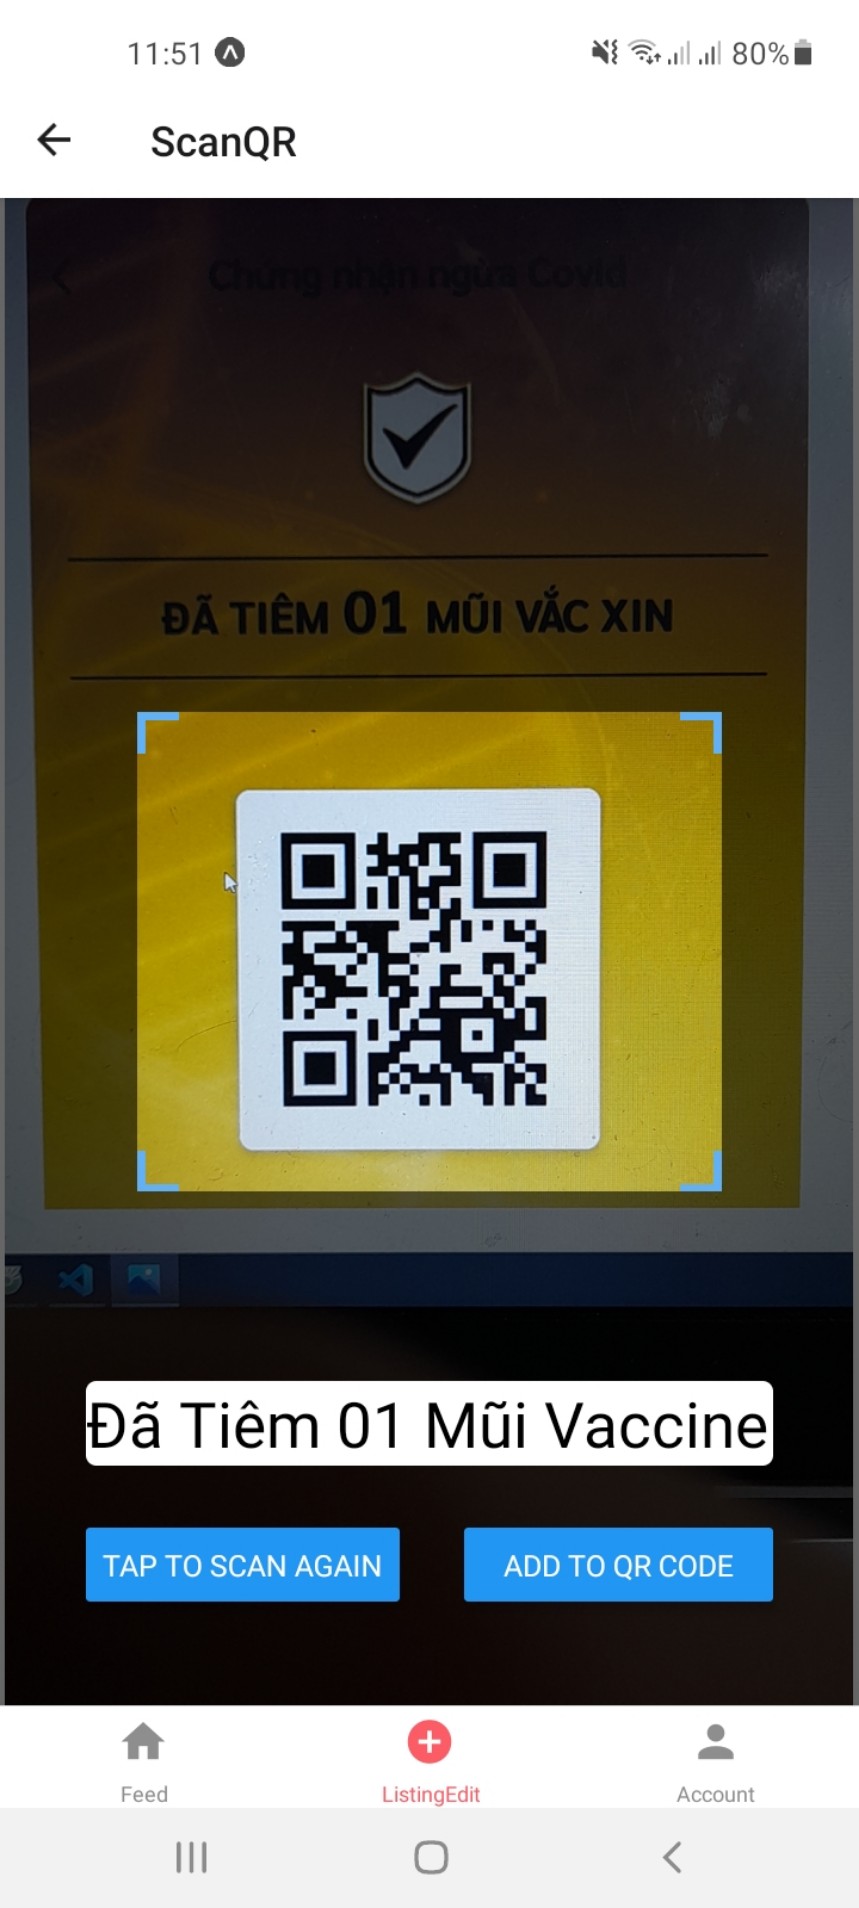 11:51
80%
ScanQR
Chứng nhận ngừa Covid
ĐÃ TIÊM 01 MŨI VẮC XIN
Đã Tiêm 01 Mũi Vaccine
TAP TO SCAN AGAIN
ADD TO QR CODE
Feed
ListingEdit
Account